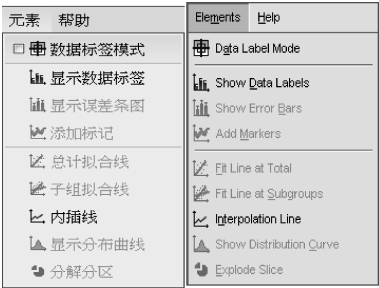 元素 帮助
数据标签模式
显示数据标签
显示误差条图
添加标记
总计拟合线
子组拟合线
内插线
显示分布曲线
分解分区
Elements Help
Data Label Mode
Show Data Labels
Show Error Bars
Add Markers
Fit Line at Total
Fit Line at Subgroups
Interpolation Line
Show Distribution Curve
Explode Slice